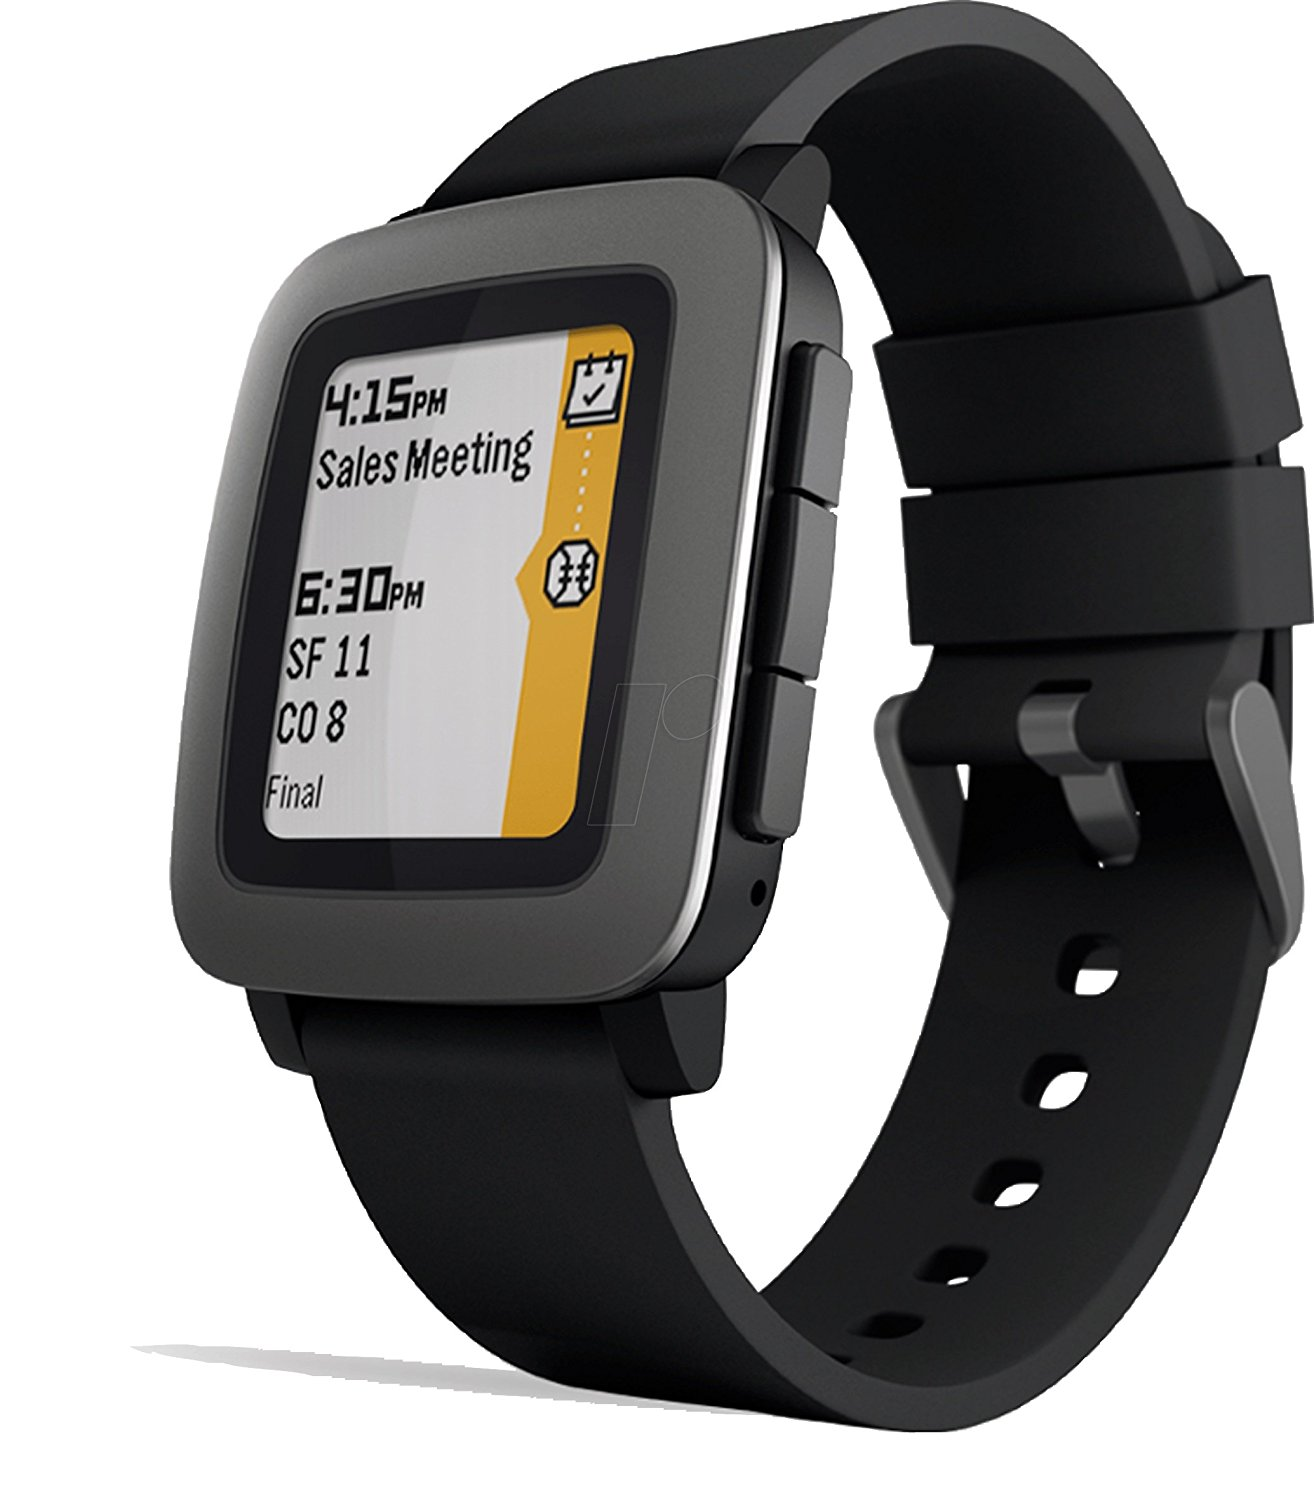 4:15PM
Sales Meeting
6:30PM
SF 11
CO 8
Final